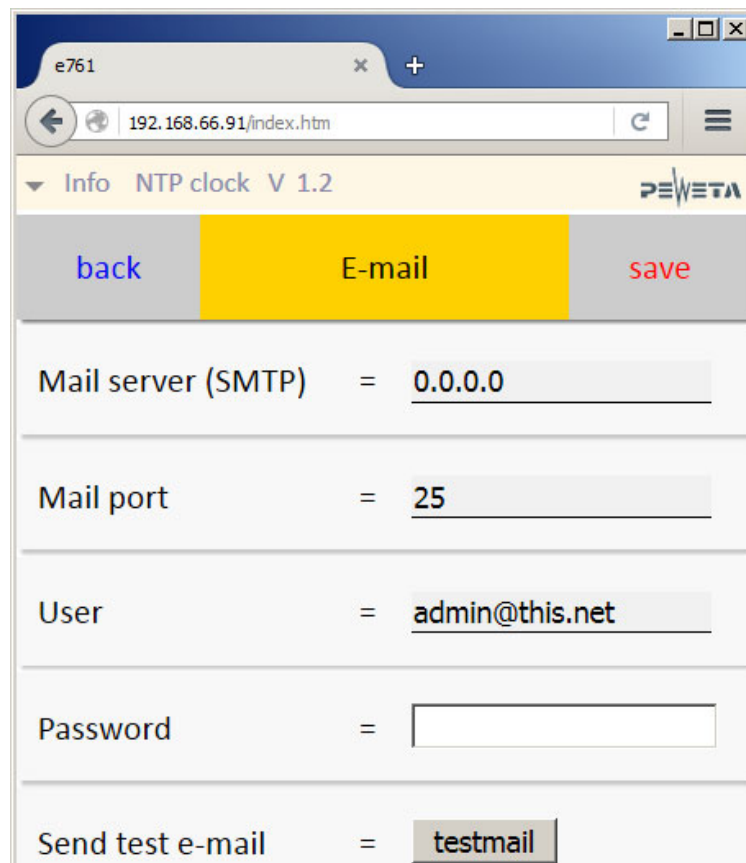 e761
192.168.66.91/index.htm
Info NTP clock V 1.2 PEWETA
back E-mail save
Mail server (SMTP) = 0.0.0.0
Mail port = 25
User = admin@this.net
Password =
Send test e-mail = testmail